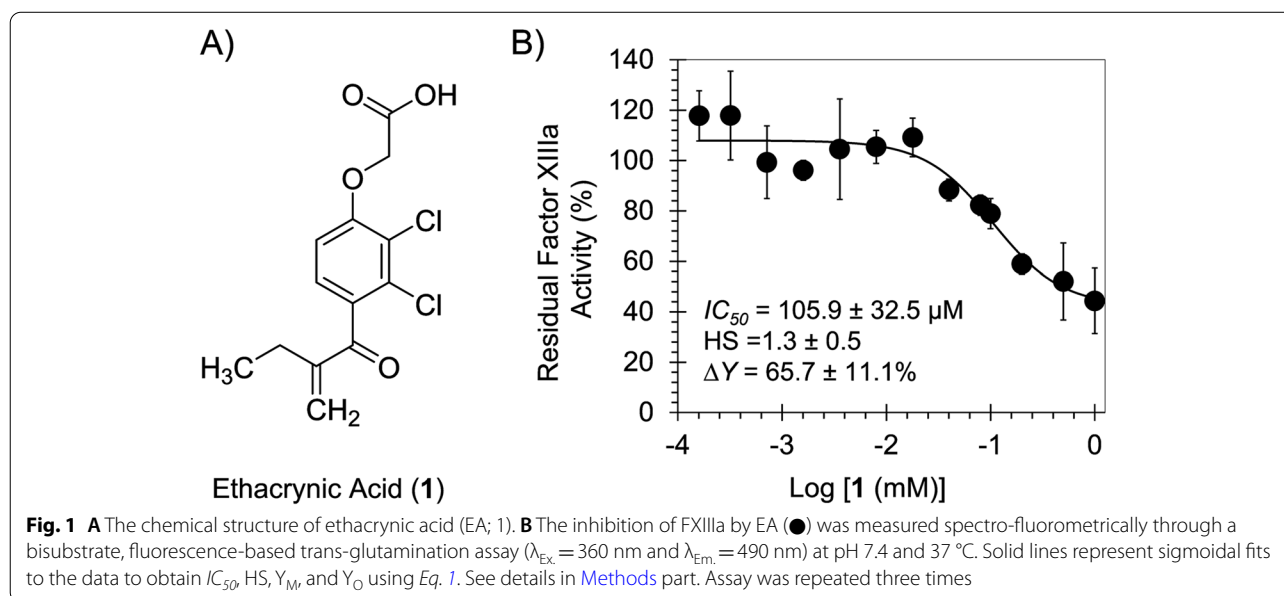 A)
O
OH
O
Cl
Cl
H₃C
O
CH₂
Ethacrynic Acid (1)
B)
Residual Factor XIIIa
Activity (%)
140
120
100
80
60
40
20
0
IC₅₀ = 105.9 ± 32.5 µM
HS =1.3 ± 0.5
ΔY = 65.7 ± 11.1%
-4 -3 -2 -1 0
Log [1 (mM)]
Fig. 1 A The chemical structure of ethacrynic acid (EA; 1). B The inhibition of FXIIIa by EA (●) was measured spectro-fluorometrically through a
bisubstrate, fluorescence-based trans-glutamination assay (λEx. = 360 nm and λEm. = 490 nm) at pH 7.4 and 37 °C. Solid lines represent sigmoidal fits
to the data to obtain IC₅₀, HS, YM, and YO using Eq. 1. See details in Methods part. Assay was repeated three times